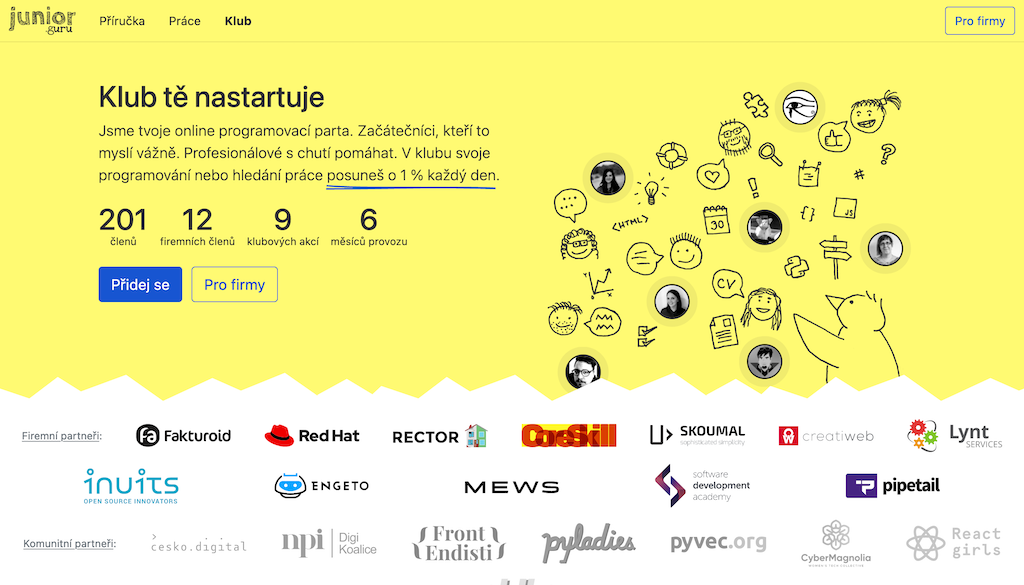 junior
.guru
Příručka
Práce
Klub
Pro firmy
Klub tě nastartuje
Jsme tvoje online programovací parta. Začátečníci, kteří to
myslí vážně. Profesionálové s chutí pomáhat. V klubu svoje
programování nebo hledání práce posuneš o 1 % každý den.
201
členů
12
firemních členů
9
klubových akcí
6
měsíců provozu
Přidej se
Pro firmy
<HTML>
30
JS
{ }
#
?
!
CV
Firemní partneři:
fa Fakturoid
Red Hat
RECTOR
CoreSkill
SKOUMAL
sophisticated simplicity
creatiweb
Lynt
SERVICES
inuits
OPEN SOURCE INNOVATORS
ENGETO
MEWS
software
development
academy
pipetail
Komunitní partneři:
cesko.digital
npi
Digi
Koalice
{ Front
Endisti }
pyladies
pyvec.org
CyberMagnolia
React
girls